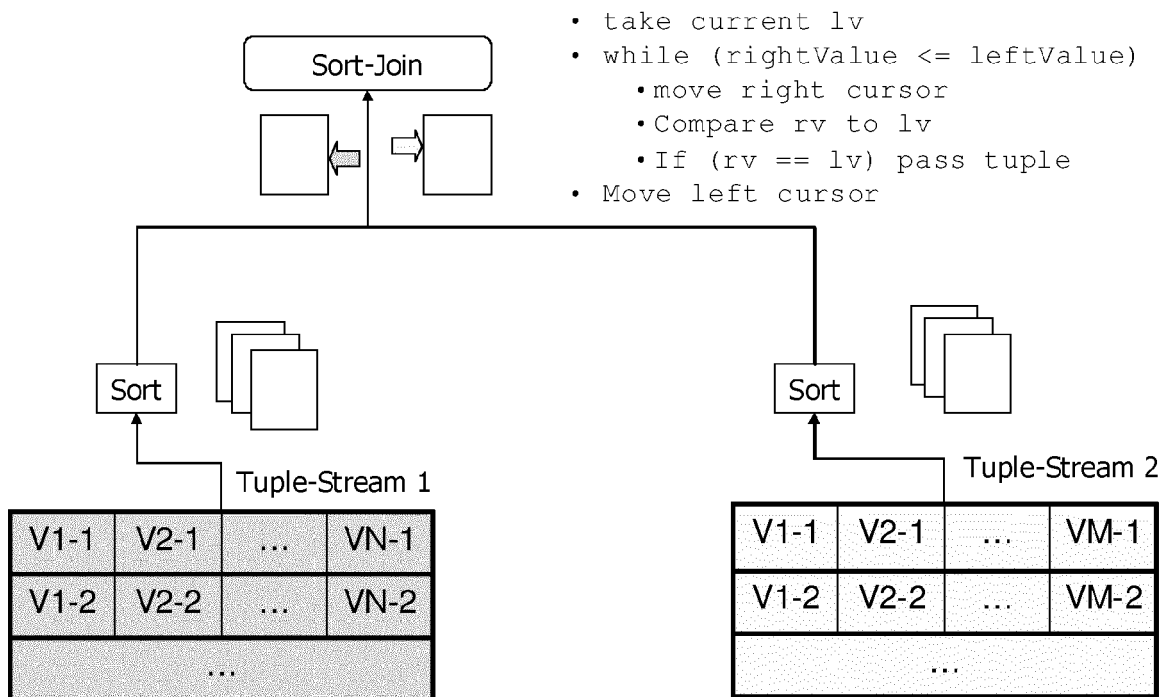 • take current lv
• while (rightValue <= leftValue)
• move right cursor
• Compare rv to lv
• If (rv == lv) pass tuple
• Move left cursor
Sort-Join
Sort
Sort
Tuple-Stream 1
Tuple-Stream 2
V1-1 V2-1 ... VN-1
V1-2 V2-2 ... VN-2
...
V1-1 V2-1 ... VM-1
V1-2 V2-2 ... VM-2
...